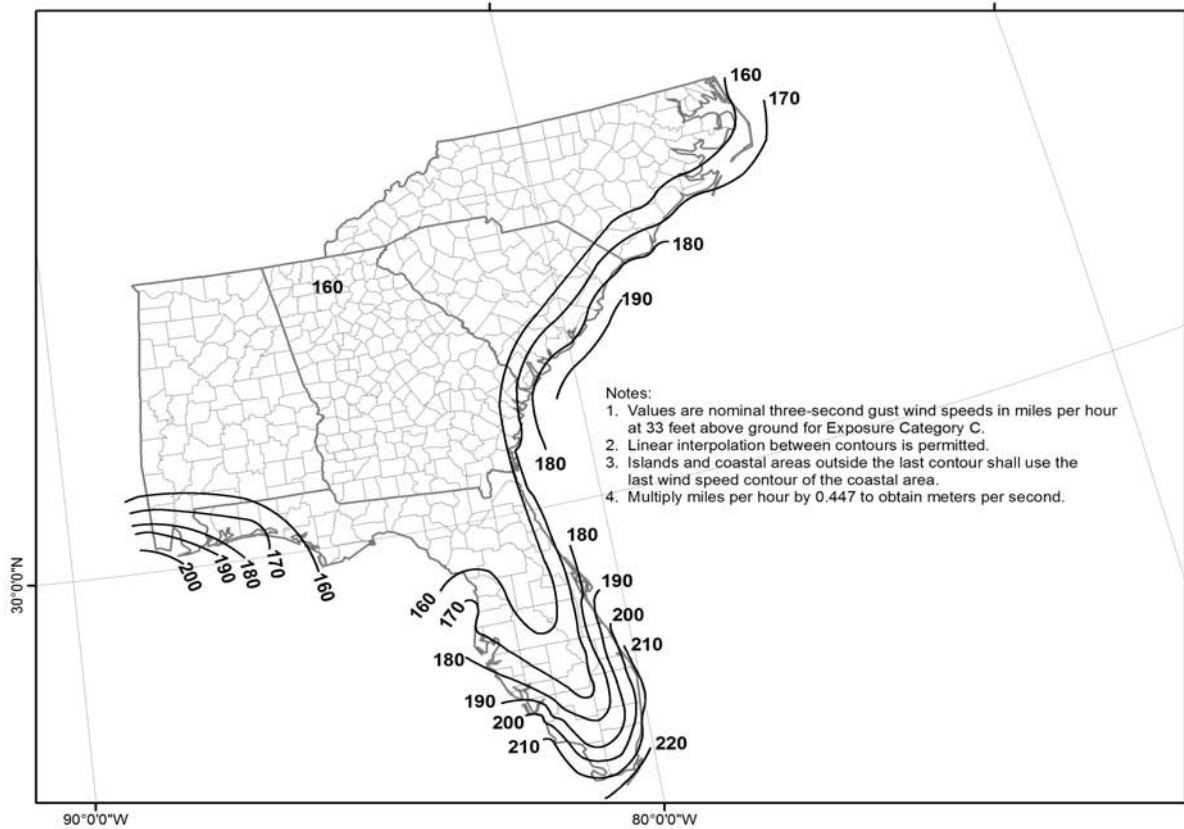 160
170
180
190
160
Notes:
1. Values are nominal three-second gust wind speeds in miles per hour
at 33 feet above ground for Exposure Category C.
2. Linear interpolation between contours is permitted.
3. Islands and coastal areas outside the last contour shall use the
last wind speed contour of the coastal area.
4. Multiply miles per hour by 0.447 to obtain meters per second.
180
200
190
180
170
160
30°0'0"N
180
190
200
210
160
170
180
190
200
210
220
90°0'0"W
80°0'0"W